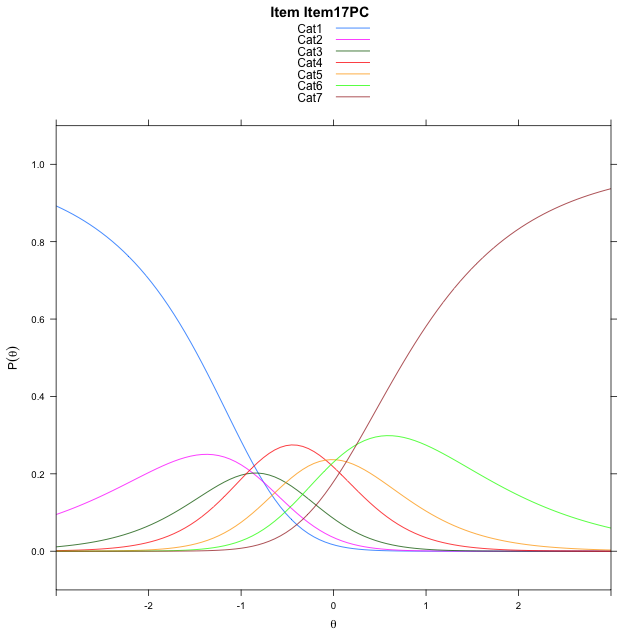 Item Item17PC
Cat1
Cat2
Cat3
Cat4
Cat5
Cat6
Cat7
1.0
0.8
0.6
0.4
0.2
0.0
P(θ)
-2 -1 0 1 2
θ